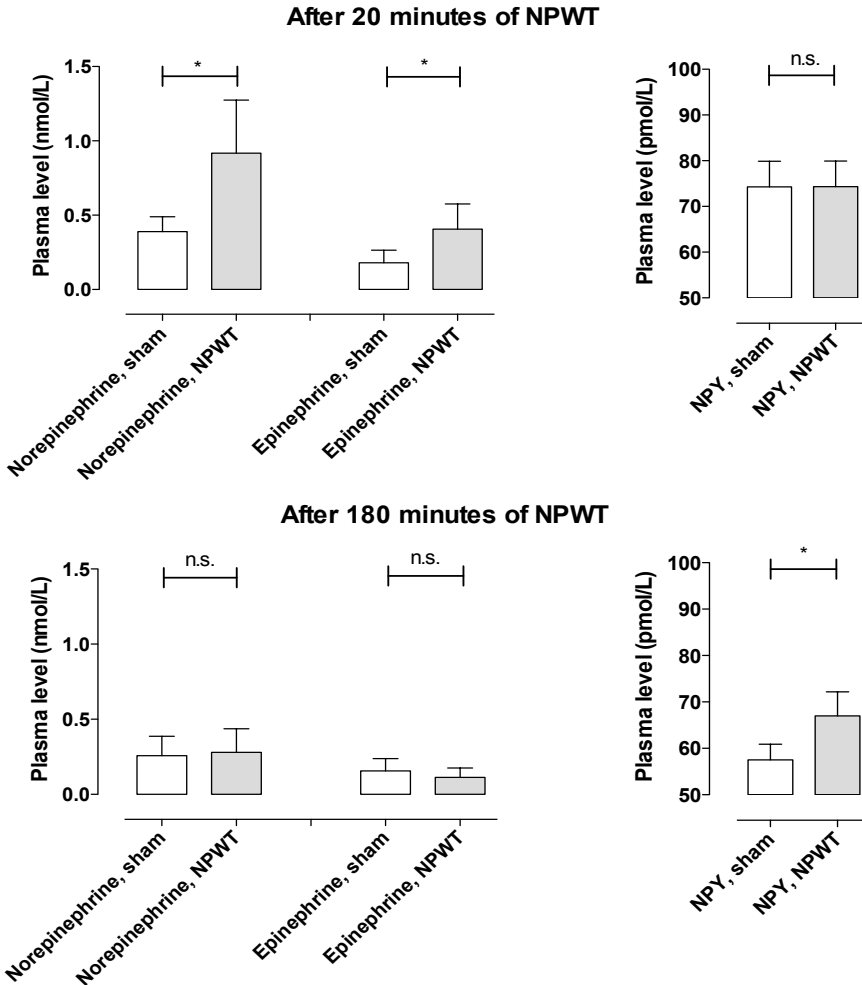 After 20 minutes of NPWT
Plasma level (nmol/L)
1.5
1.0
0.5
0.0
*
*
Norepinephrine, sham
Norepinephrine, NPWT
Epinephrine, sham
Epinephrine, NPWT
Plasma level (pmol/L)
100
90
80
70
60
50
n.s.
NPY, sham
NPY, NPWT
After 180 minutes of NPWT
Plasma level (nmol/L)
1.5
1.0
0.5
0.0
n.s.
n.s.
Norepinephrine, sham
Norepinephrine, NPWT
Epinephrine, sham
Epinephrine, NPWT
Plasma level (pmol/L)
100
90
80
70
60
50
*
NPY, sham
NPY, NPWT